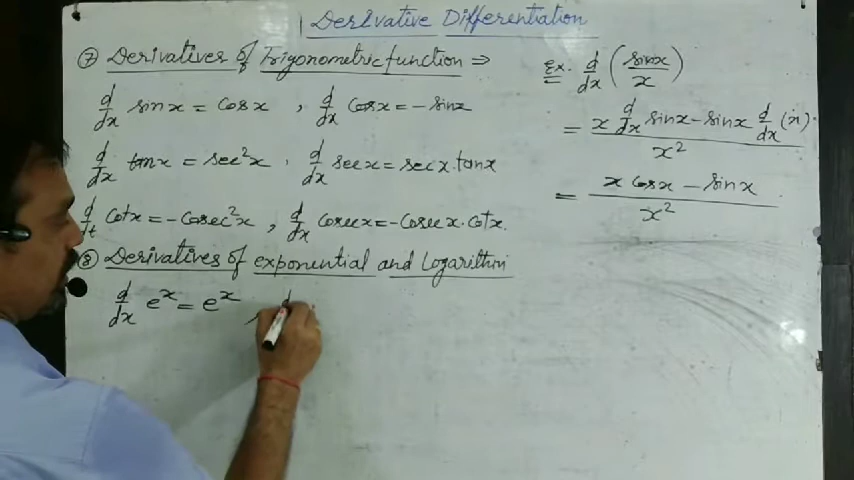 Derivative Differentiation
⑦ Derivatives of Trigonometric function ⇒
d/dx sin x = Cos x , d/dx Cos x = - sin x
d/dx tan x = sec²x , d/dx sec x = sec x . tan x
d/dt Cot x = - Cosec²x , d/dx Cosec x = - Cosec x . Cot x.
⑧ Derivatives of exponential and Logarithm
d/dx e^x = e^x , d
Ex. d/dx (sin x / x)
= (x d/dx sin x - sin x d/dx (x)) / x²
= (x Cos x - sin x) / x²